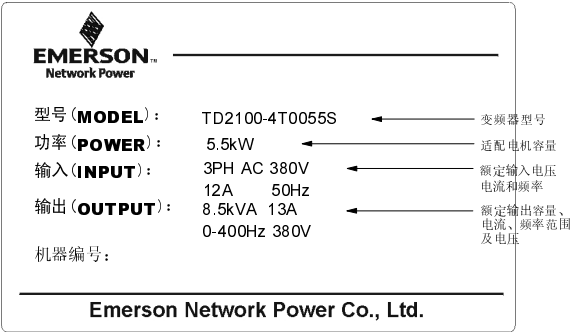 EMERSON™
Network Power
型号(MODEL): TD2100-4T0055S 变频器型号
功率(POWER): 5.5kW 适配电机容量
输入(INPUT): 3PH AC 380V 额定输入电压
12A 50Hz 电流和频率
输出(OUTPUT): 8.5kVA 13A 额定输出容量、
0-400Hz 380V 电流、频率范围
及电压
机器编号:
Emerson Network Power Co., Ltd.